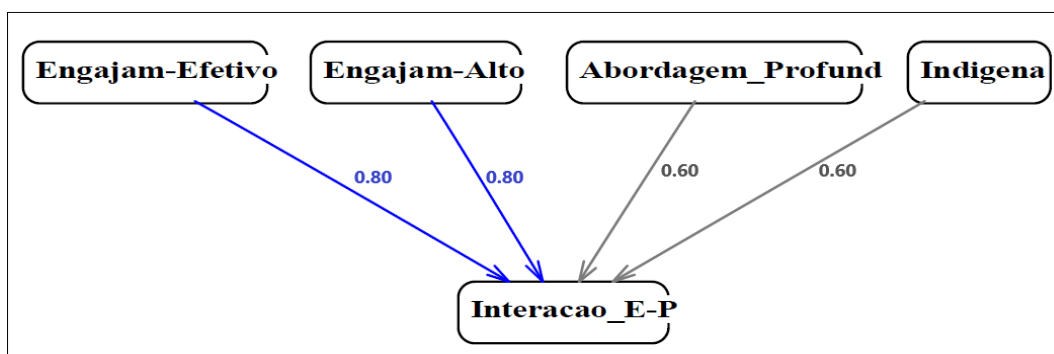 Engajam-Efetivo Engajam-Alto Abordagem_Profund Indigena
0.80 0.80 0.60 0.60
Interacao_E-P